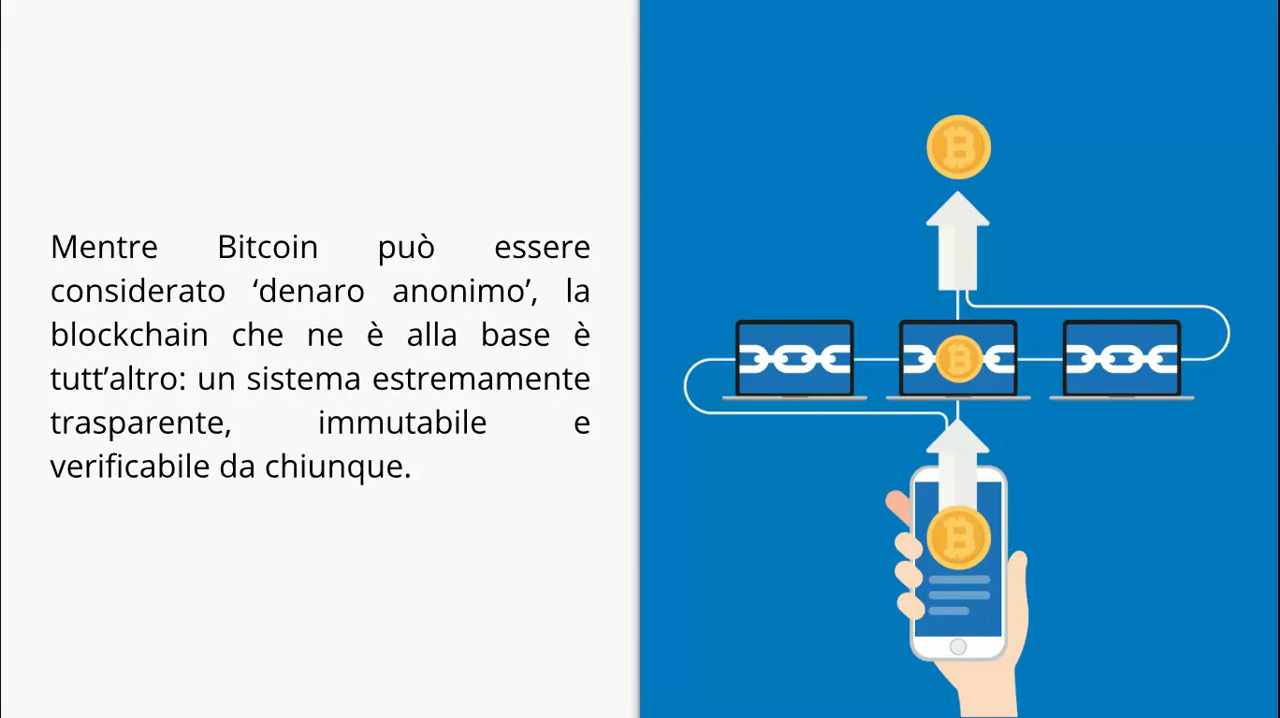 Mentre Bitcoin può essere
considerato ‘denaro anonimo’, la
blockchain che ne è alla base è
tutt’altro: un sistema estremamente
trasparente, immutabile e
verificabile da chiunque.